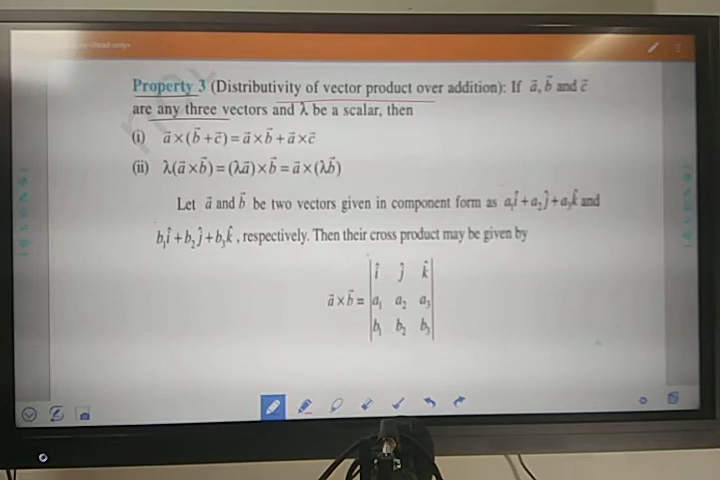 Property 3 (Distributivity of vector product over addition): If a⃗, b⃗ and c⃗
are any three vectors and λ be a scalar, then
(i) a⃗ × (b⃗ + c⃗) = a⃗ × b⃗ + a⃗ × c⃗
(ii) λ(a⃗ × b⃗) = (λa⃗) × b⃗ = a⃗ × (λb⃗)
Let a⃗ and b⃗ be two vectors given in component form as a₁î + a₂ĵ + a₃k̂ and
b₁î + b₂ĵ + b₃k̂, respectively. Then their cross product may be given by
î ĵ k̂
a⃗ × b⃗ = | a₁ a₂ a₃ |
b₁ b₂ b₃